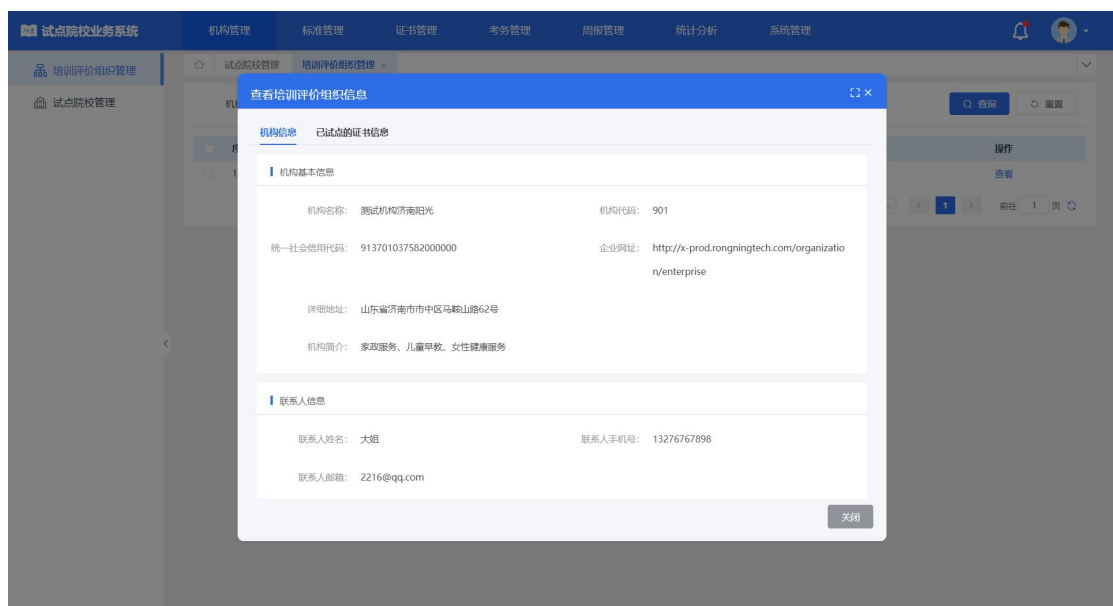 试点院校业务系统
机构管理 标准管理 证书管理 考务管理 周报管理 统计分析 系统管理
培训评价组织管理
试点院校管理
试点院校管理 培训评价组织管理 ×
查看培训评价组织信息
查询 重置
机构信息 已试点的证书信息
操作
机构基本信息
1 查看
机构名称: 测试机构济南阳光 机构代码: 901
1 前往 1 页
统一社会信用代码: 913701037582000000 企业网址: http://x-prod.rongningtech.com/organizatio
n/enterprise
详细地址: 山东省济南市市中区马鞍山路62号
机构简介: 家政服务、儿童早教、女性健康服务
联系人信息
联系人姓名: 大姐 联系人手机号: 13276767898
联系人邮箱: 2216@qq.com
关闭